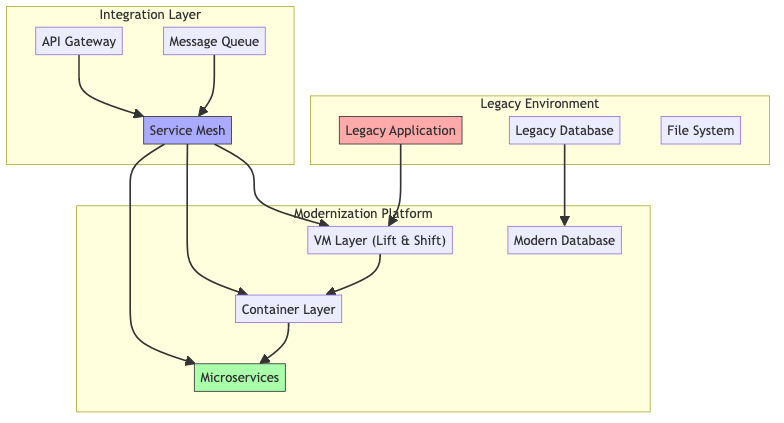 Integration Layer
API Gateway
Message Queue
Service Mesh
Legacy Environment
Legacy Application
Legacy Database
File System
Modernization Platform
VM Layer (Lift & Shift)
Modern Database
Container Layer
Microservices